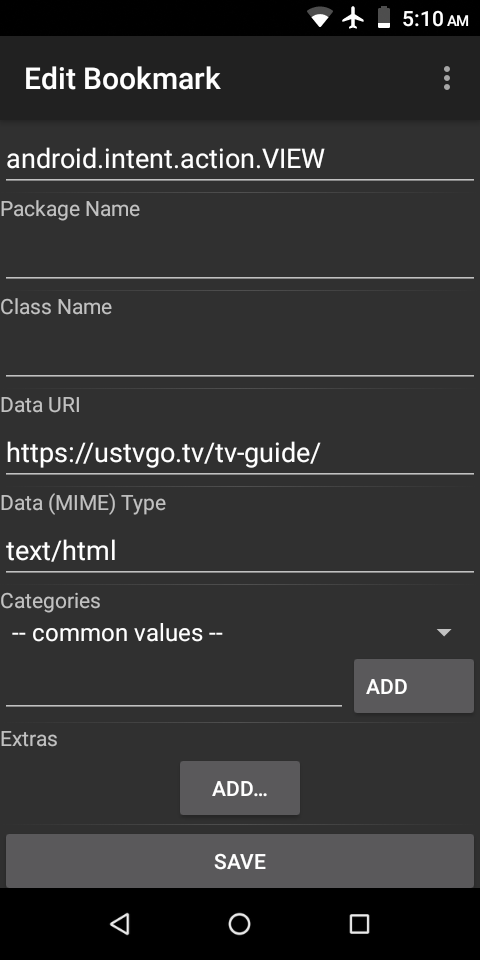 5:10 AM
Edit Bookmark
android.intent.action.VIEW
Package Name
Class Name
Data URI
https://ustvgo.tv/tv-guide/
Data (MIME) Type
text/html
Categories
-- common values --
ADD
Extras
ADD...
SAVE